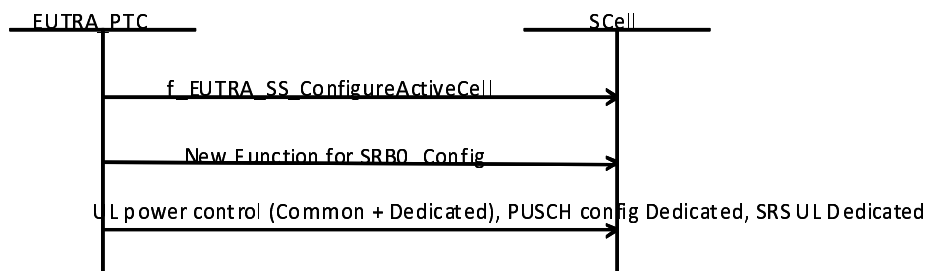 EUTRA_PTC
SCell
f_EUTRA_SS_ConfigureActiveCell
New Function for SRB0_Config
UL power control (Common + Dedicated), PUSCH config Dedicated, SRS UL Dedicated